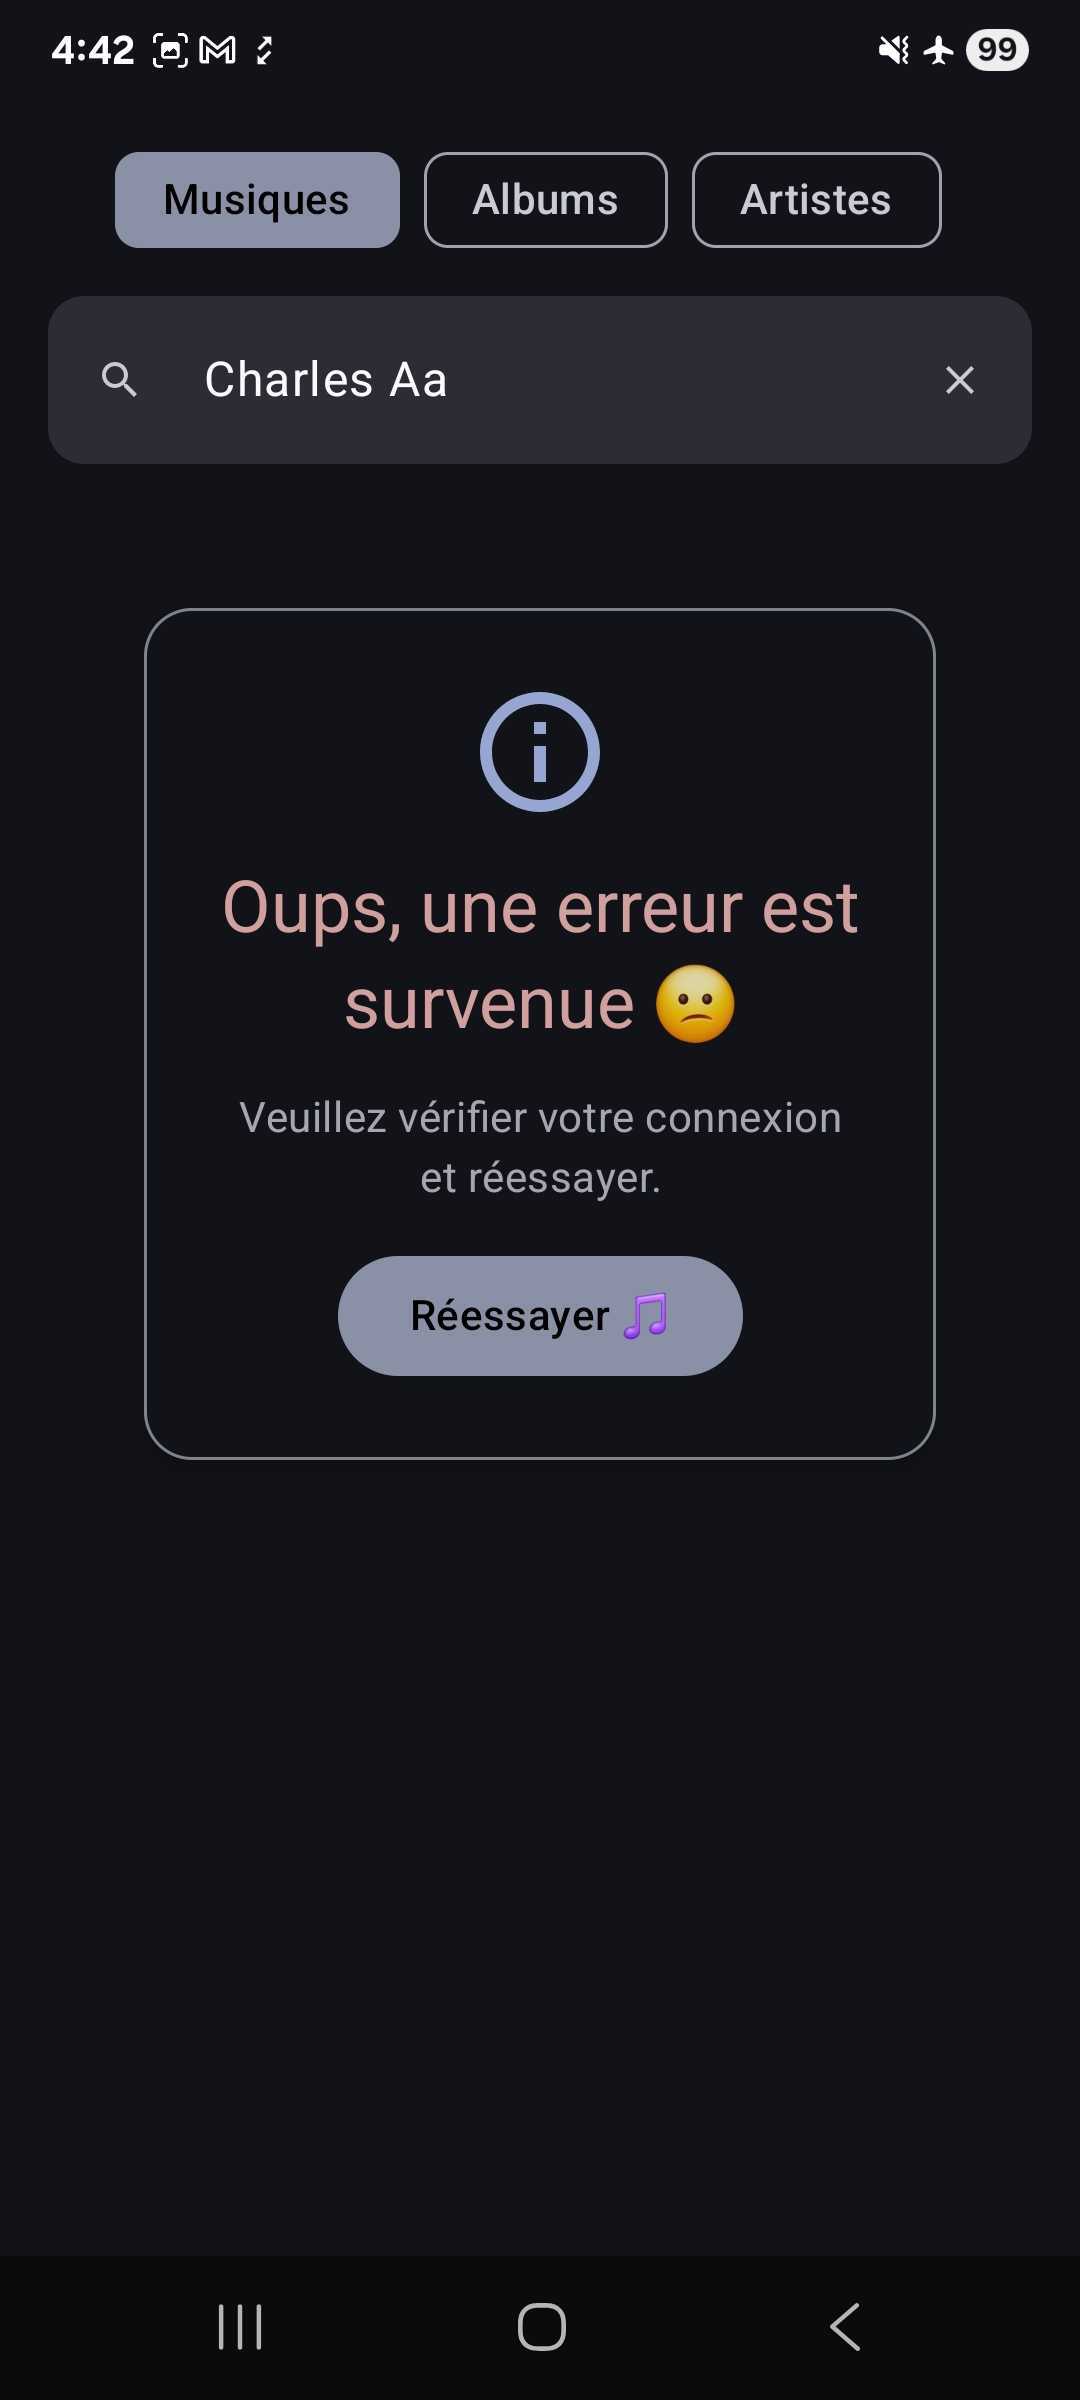 4:42
99
Musiques Albums Artistes
Charles Aa
Oups, une erreur est
survenue 😕
Veuillez vérifier votre connexion
et réessayer.
Réessayer 🎵